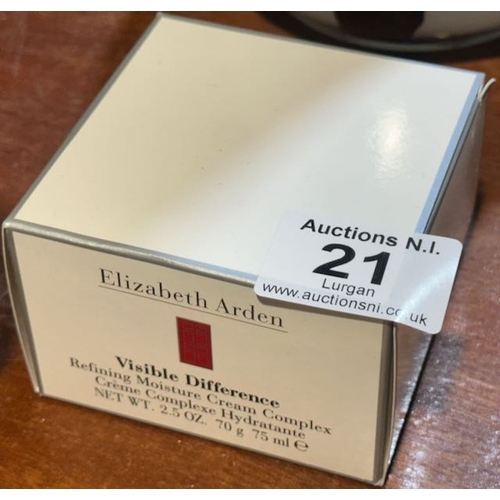 Auctions N.I.
21
Lurgan
www.auctionsni.co.uk
Elizabeth Arden
Visible Difference
Refining Moisture Cream Complex
Crème Complexe Hydratante
NET WT. 2.5 OZ. 70 g 75 ml ℮